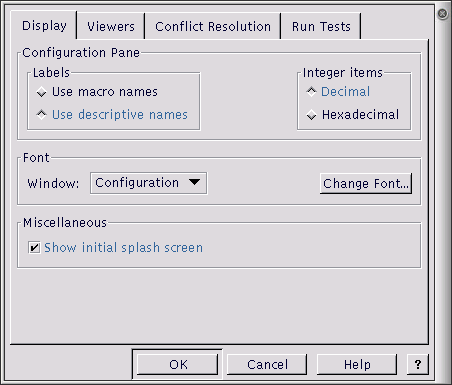 Display Viewers Conflict Resolution Run Tests
Configuration Pane
Labels Integer items
Use macro names Decimal
Use descriptive names Hexadecimal
Font
Window: Configuration Change Font...
Miscellaneous
Show initial splash screen
OK Cancel Help ?